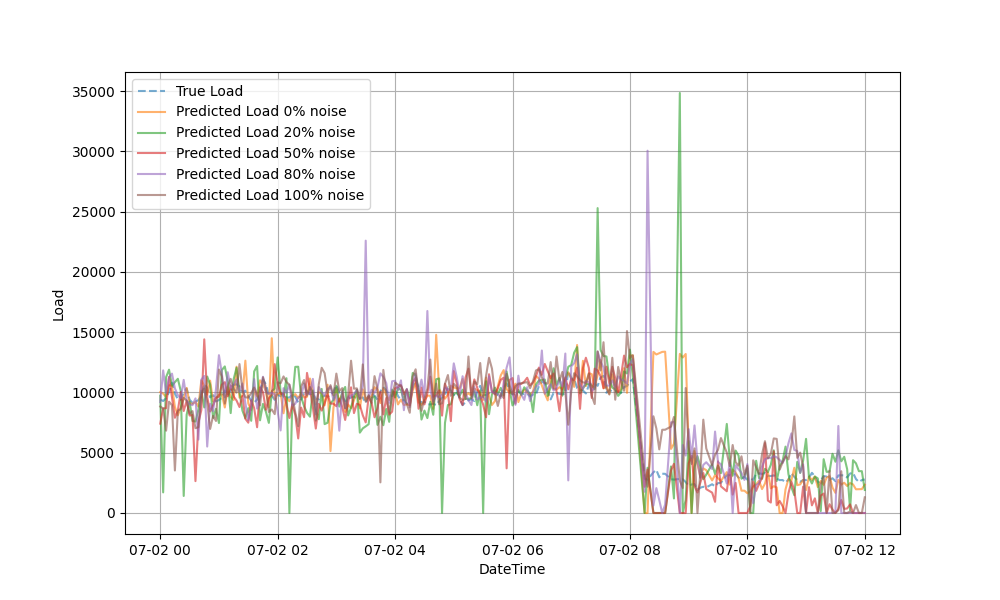 True Load
Predicted Load 0% noise
Predicted Load 20% noise
Predicted Load 50% noise
Predicted Load 80% noise
Predicted Load 100% noise
35000
30000
25000
20000
15000
10000
5000
0
Load
07-02 00 07-02 02 07-02 04 07-02 06 07-02 08 07-02 10 07-02 12
DateTime